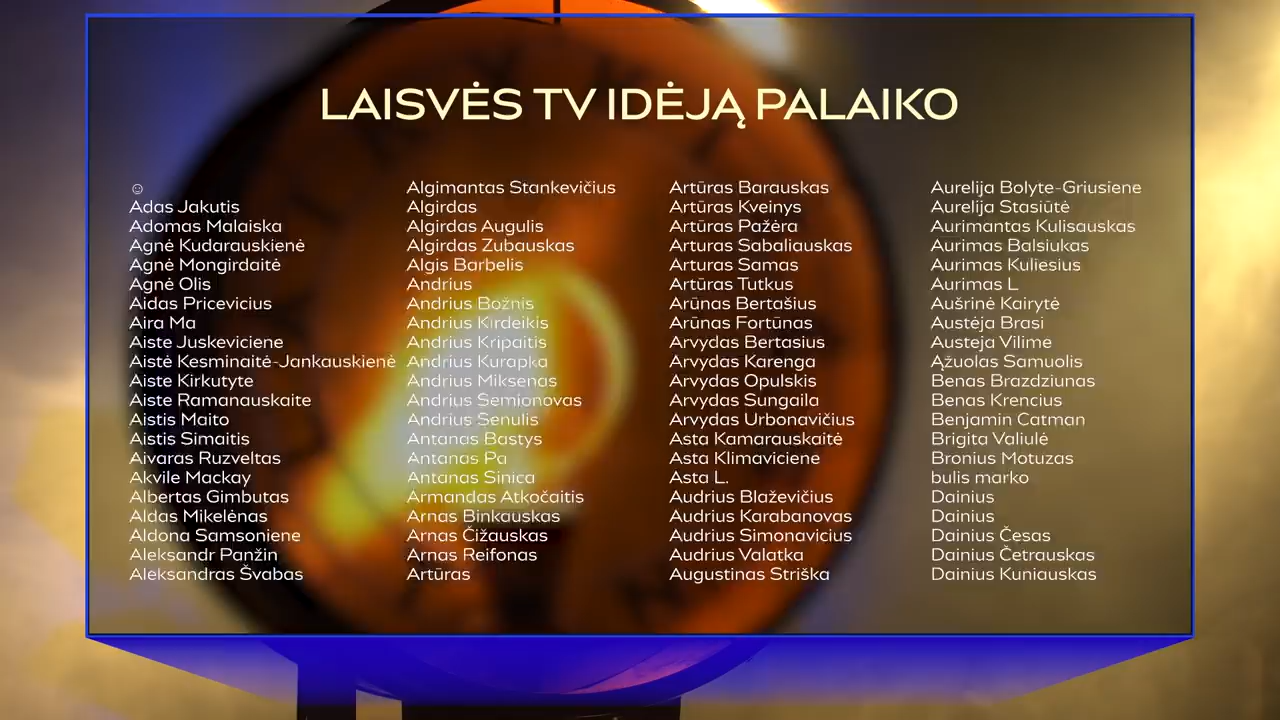 LAISVĖS TV IDĖJĄ PALAIKO
☺
Adas Jakutis
Adomas Malaiska
Agnė Kudarauskienė
Agnė Mongirdaitė
Agnė Olis
Aidas Pricevicius
Aira Ma
Aiste Juskeviciene
Aistė Kesminaitė-Jankauskienė
Aiste Kirkutyte
Aiste Ramanauskaite
Aistis Maito
Aistis Simaitis
Aivaras Ruzveltas
Akvile Mackay
Albertas Gimbutas
Aldas Mikelėnas
Aldona Samsoniene
Aleksandr Panžin
Aleksandras Švabas
Algimantas Stankevičius
Algirdas
Algirdas Augulis
Algirdas Zubauskas
Algis Barbelis
Andrius
Andrius Božnis
Andrius Kirdeikis
Andrius Kripaitis
Andrius Kurapka
Andrius Miksenas
Andrius Semionovas
Andrius Senulis
Antanas Bastys
Antanas Pa
Antanas Sinica
Armandas Atkočaitis
Arnas Binkauskas
Arnas Čižauskas
Arnas Reifonas
Artūras
Artūras Barauskas
Artūras Kveinys
Artūras Pažėra
Arturas Sabaliauskas
Arturas Samas
Artūras Tutkus
Arūnas Bertašius
Arūnas Fortūnas
Arvydas Bertasius
Arvydas Karenga
Arvydas Opulskis
Arvydas Sungaila
Arvydas Urbonavičius
Asta Kamarauskaitė
Asta Klimaviciene
Asta L.
Audrius Blaževičius
Audrius Karabanovas
Audrius Simonavicius
Audrius Valatka
Augustinas Striška
Aurelija Bolyte-Griusiene
Aurelija Stasiūtė
Aurimantas Kulisauskas
Aurimas Balsiukas
Aurimas Kuliesius
Aurimas L
Aušrinė Kairytė
Austėja Brasi
Austeja Vilime
Ąžuolas Samuolis
Benas Brazdziunas
Benas Krencius
Benjamin Catman
Brigita Valiulė
Bronius Motuzas
bulis marko
Dainius
Dainius
Dainius Česas
Dainius Četrauskas
Dainius Kuniauskas